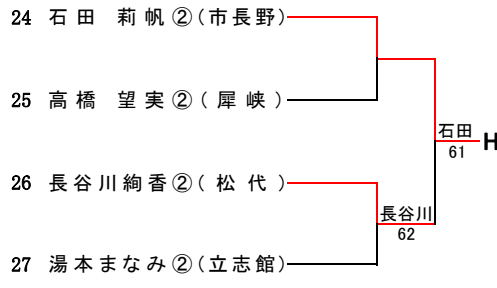 24 石田 莉帆②(市長野)
25 高橋 望実②(犀峡)
石田
61
H
26 長谷川絢香②(松代)
長谷川
62
27 湯本まなみ②(立志館)